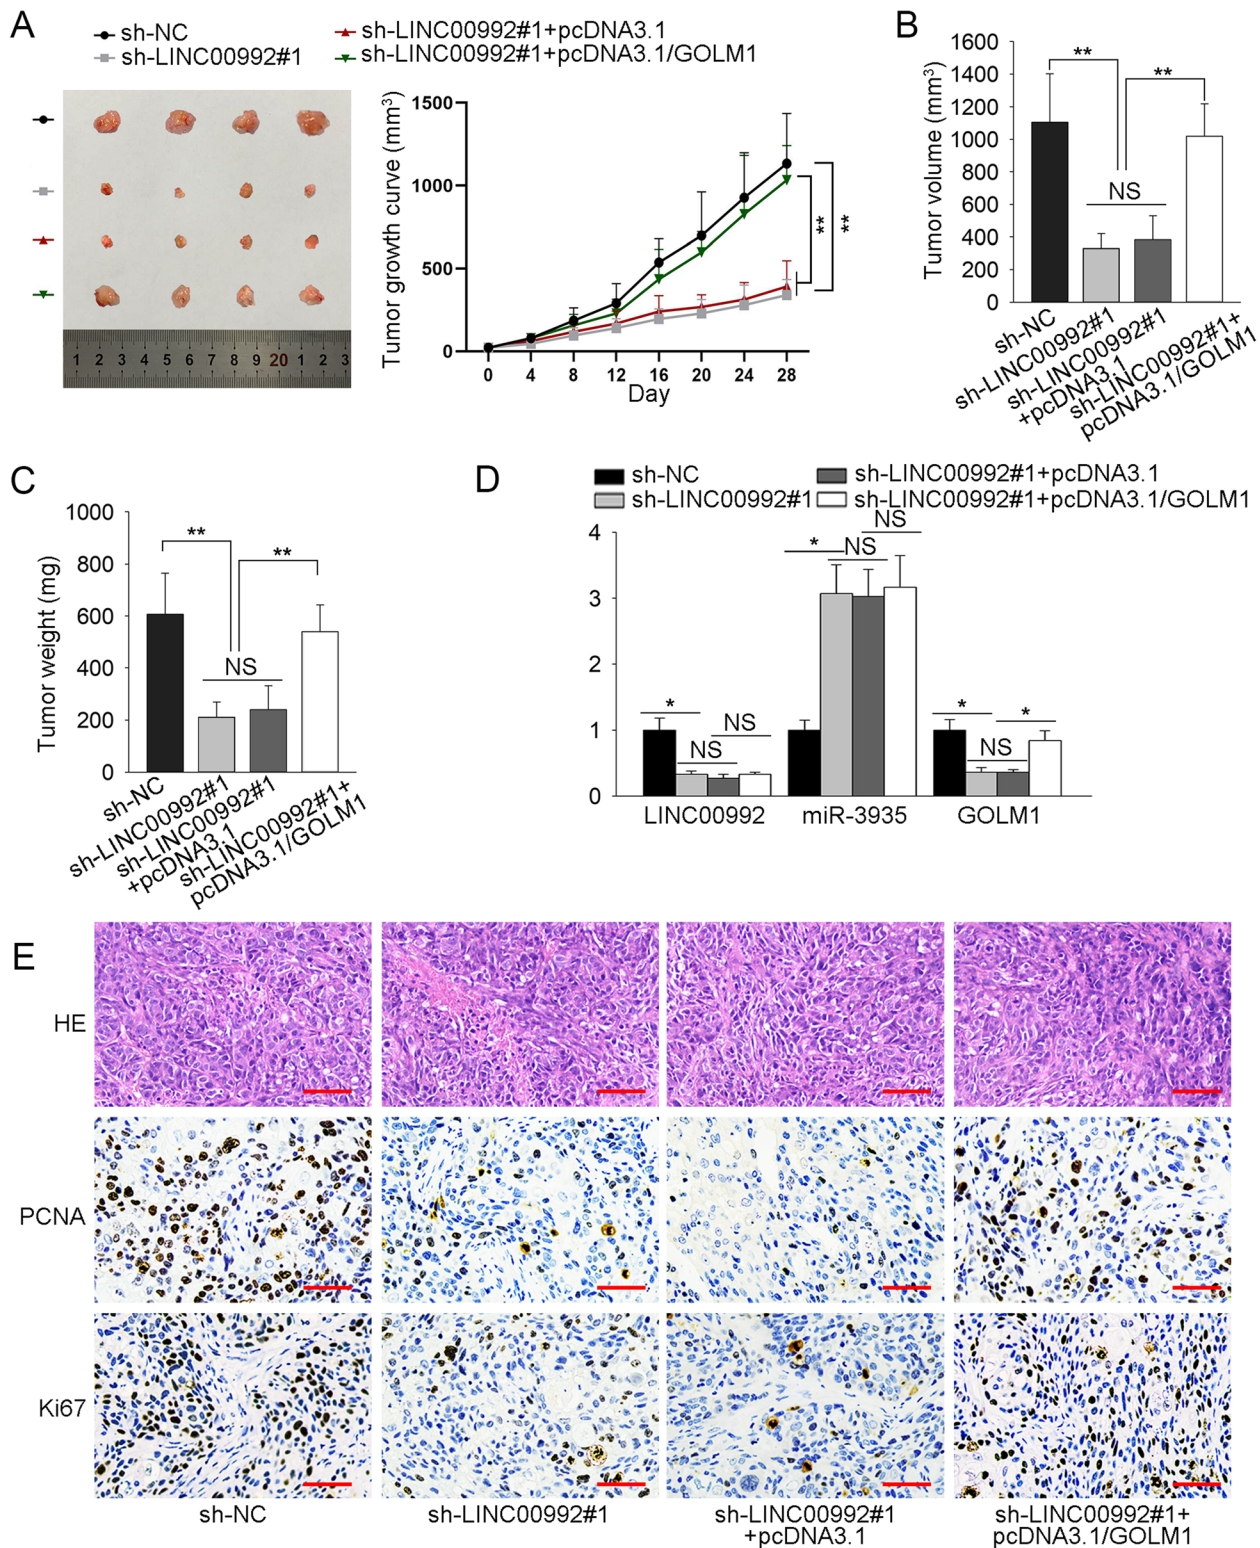 A
sh-NC
sh-LINC00992#1
sh-LINC00992#1+pcDNA3.1
sh-LINC00992#1+pcDNA3.1/GOLM1
1 2 3 4 5 6 7 8 9 20 1 2 3
Tumor growth curve (mm³)
1500
1000
500
0
0 4 8 12 16 20 24 28
Day
**
**
B
Tumor volume (mm³)
1600
1400
1200
1000
800
600
400
200
0
**
**
NS
sh-NC
sh-LINC00992#1
sh-LINC00992#1
+pcDNA3.1
sh-LINC00992#1+
pcDNA3.1/GOLM1
C
Tumor weight (mg)
1000
800
600
400
200
0
**
**
NS
sh-NC
sh-LINC00992#1
sh-LINC00992#1
+pcDNA3.1
sh-LINC00992#1+
pcDNA3.1/GOLM1
D
sh-NC
sh-LINC00992#1
sh-LINC00992#1+pcDNA3.1
sh-LINC00992#1+pcDNA3.1/GOLM1
4
3
2
1
0
* NS NS
* NS NS
* NS *
LINC00992 miR-3935 GOLM1
E
HE
PCNA
Ki67
sh-NC
sh-LINC00992#1
sh-LINC00992#1
+pcDNA3.1
sh-LINC00992#1+
pcDNA3.1/GOLM1